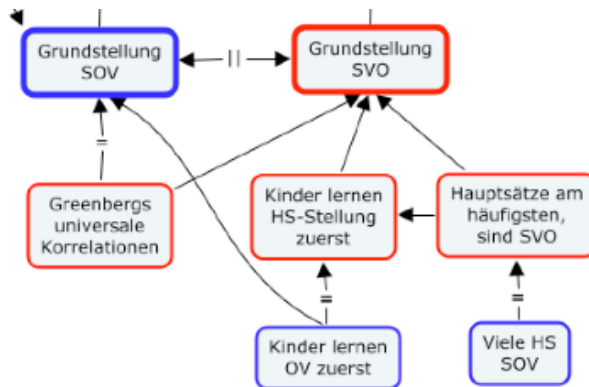 Grundstellung
SOV
||
Grundstellung
SVO
=
Greenbergs
universale
Korrelationen
Kinder lernen
HS-Stellung
zuerst
Hauptsätze am
häufigsten,
sind SVO
=
=
Kinder lernen
OV zuerst
Viele HS
SOV